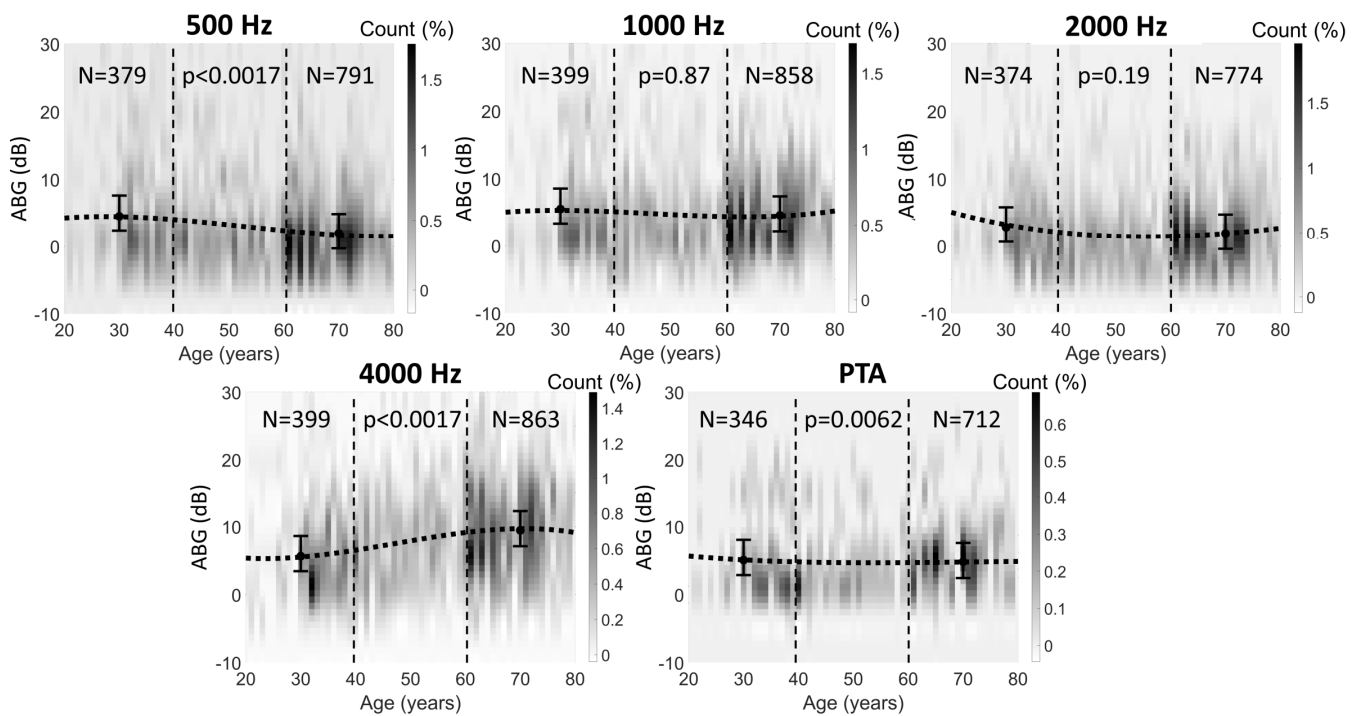 500 Hz
Count (%)
N=379 p<0.0017 N=791
ABG (dB)
30
20
10
0
-10
20 30 40 50 60 70 80
Age (years)
1.5
1
0.5
0
1000 Hz
Count (%)
N=399 p=0.87 N=858
ABG (dB)
30
20
10
0
-10
20 30 40 50 60 70 80
Age (years)
1.5
1
0.5
0
2000 Hz
Count (%)
N=374 p=0.19 N=774
ABG (dB)
30
20
10
0
-10
20 30 40 50 60 70 80
Age (years)
1.5
1
0.5
0
4000 Hz
Count (%)
N=399 p<0.0017 N=863
ABG (dB)
30
20
10
0
-10
20 30 40 50 60 70 80
Age (years)
1.4
1.2
1
0.8
0.6
0.4
0.2
0
PTA
Count (%)
N=346 p=0.0062 N=712
ABG (dB)
30
20
10
0
-10
20 30 40 50 60 70 80
Age (years)
0.6
0.5
0.4
0.3
0.2
0.1
0